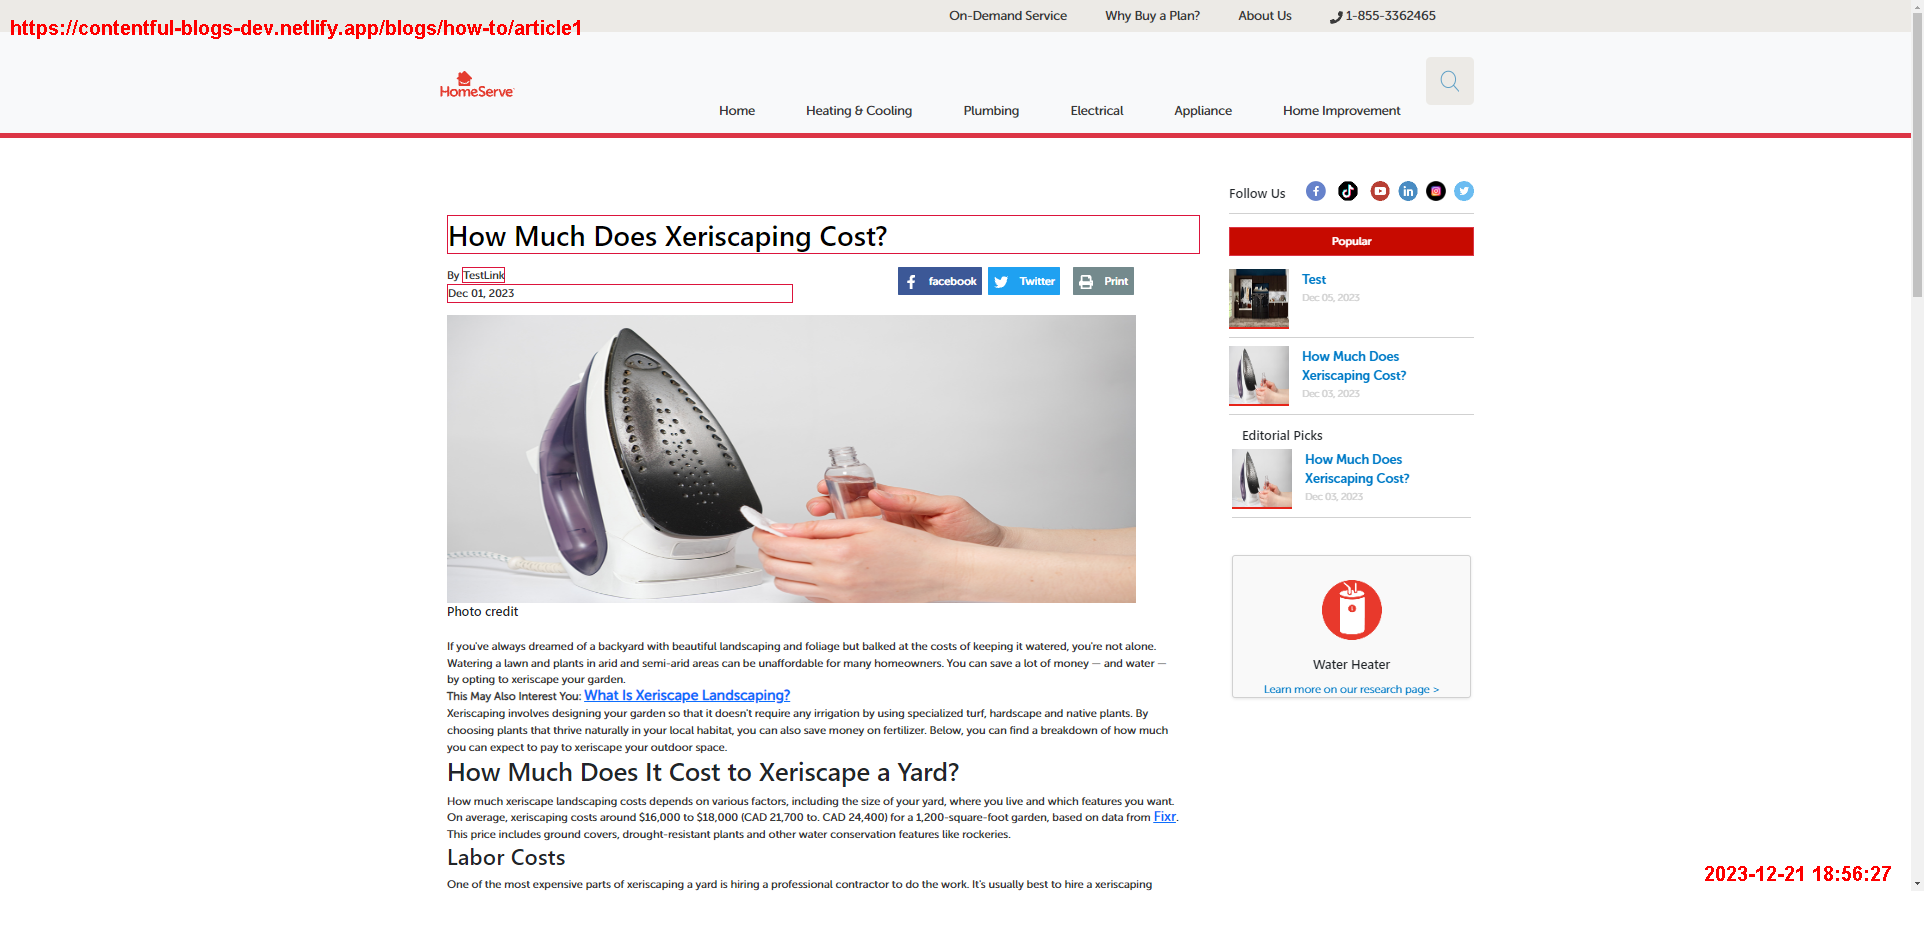 https://contentful-blogs-dev.netlify.app/blogs/how-to/article1
On-Demand Service
Why Buy a Plan?
About Us
1-855-3362465
HomeServe
Home
Heating & Cooling
Plumbing
Electrical
Appliance
Home Improvement
How Much Does Xeriscaping Cost?
By TestLink
Dec 01, 2023
facebook
Twitter
Print
Photo credit
If you've always dreamed of a backyard with beautiful landscaping and foliage but balked at the costs of keeping it watered, you're not alone.
Watering a lawn and plants in arid and semi-arid areas can be unaffordable for many homeowners. You can save a lot of money — and water —
by opting to xeriscape your garden.
This May Also Interest You: What Is Xeriscape Landscaping?
Xeriscaping involves designing your garden so that it doesn't require any irrigation by using specialized turf, hardscape and native plants. By
choosing plants that thrive naturally in your local habitat, you can also save money on fertilizer. Below, you can find a breakdown of how much
you can expect to pay to xeriscape your outdoor space.
How Much Does It Cost to Xeriscape a Yard?
How much xeriscape landscaping costs depends on various factors, including the size of your yard, where you live and which features you want.
On average, xeriscaping costs around $16,000 to $18,000 (CAD 21,700 to. CAD 24,400) for a 1,200-square-foot garden, based on data from Fixr.
This price includes ground covers, drought-resistant plants and other water conservation features like rockeries.
Labor Costs
One of the most expensive parts of xeriscaping a yard is hiring a professional contractor to do the work. It's usually best to hire a xeriscaping
Follow Us
Popular
Test
Dec 05, 2023
How Much Does
Xeriscaping Cost?
Dec 03, 2023
Editorial Picks
How Much Does
Xeriscaping Cost?
Dec 03, 2023
Water Heater
Learn more on our research page >
2023-12-21 18:56:27